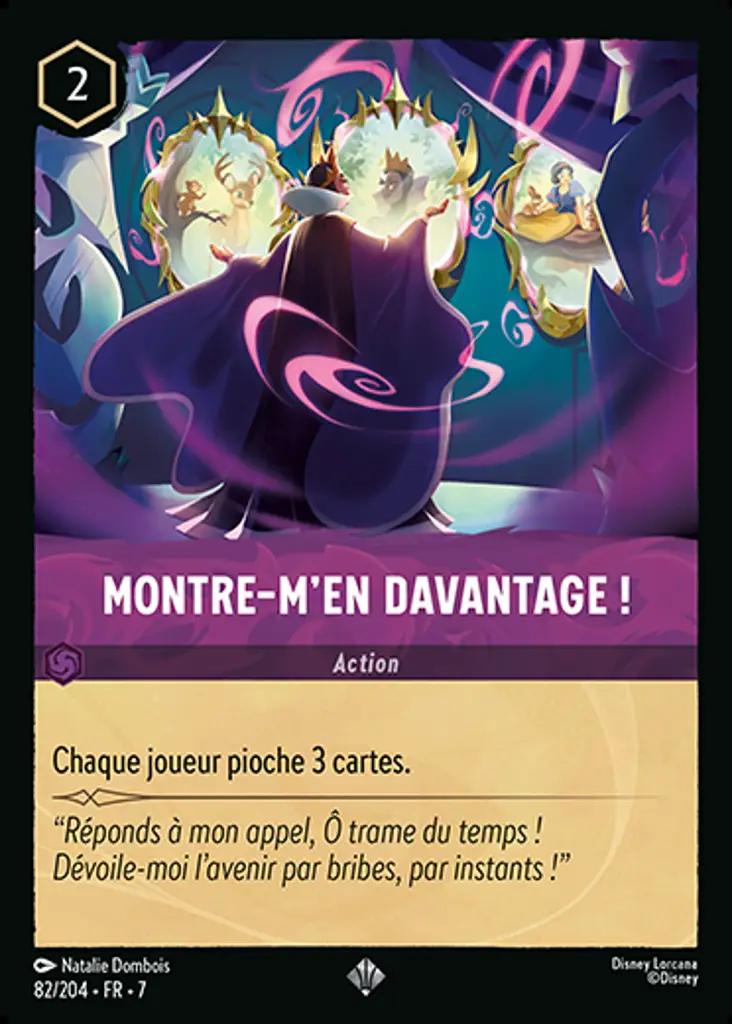 2
MONTRE-M'EN DAVANTAGE !
Action
Chaque joueur pioche 3 cartes.
“Réponds à mon appel, Ô trame du temps !
Dévoile-moi l'avenir par bribes, par instants !”
Natalie Dombois
82/204 • FR • 7
Disney Lorcana
©Disney